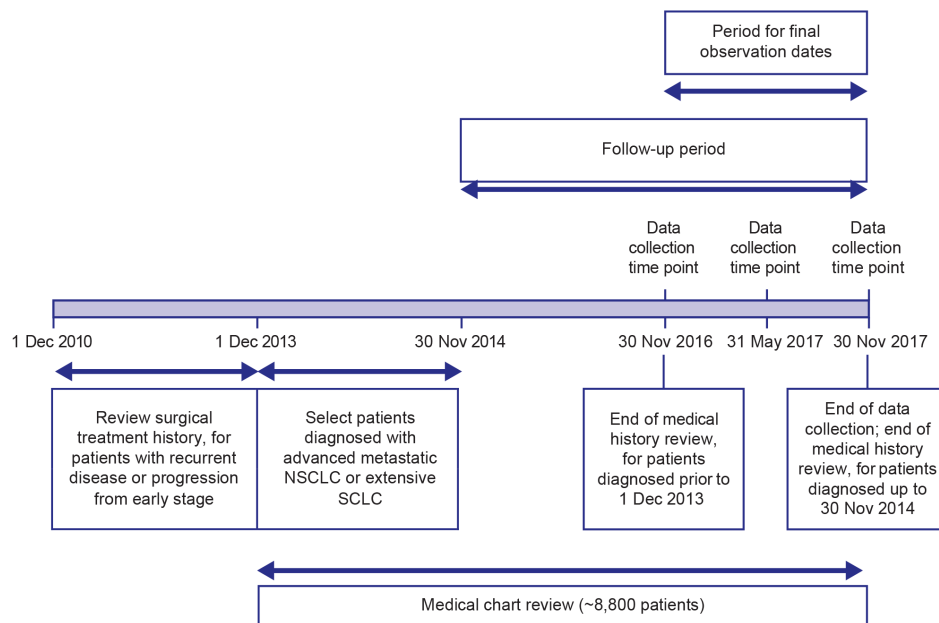 Period for final
observation dates
Follow-up period
Data
collection
time point
Data
collection
time point
Data
collection
time point
1 Dec 2010
1 Dec 2013
30 Nov 2014
30 Nov 2016
31 May 2017
30 Nov 2017
Review surgical
treatment history, for
patients with recurrent
disease or progression
from early stage
Select patients
diagnosed with
advanced metastatic
NSCLC or extensive
SCLC
End of medical
history review,
for patients
diagnosed prior to
1 Dec 2013
End of data
collection; end of
medical history
review, for patients
diagnosed up to
30 Nov 2014
Medical chart review (~8,800 patients)